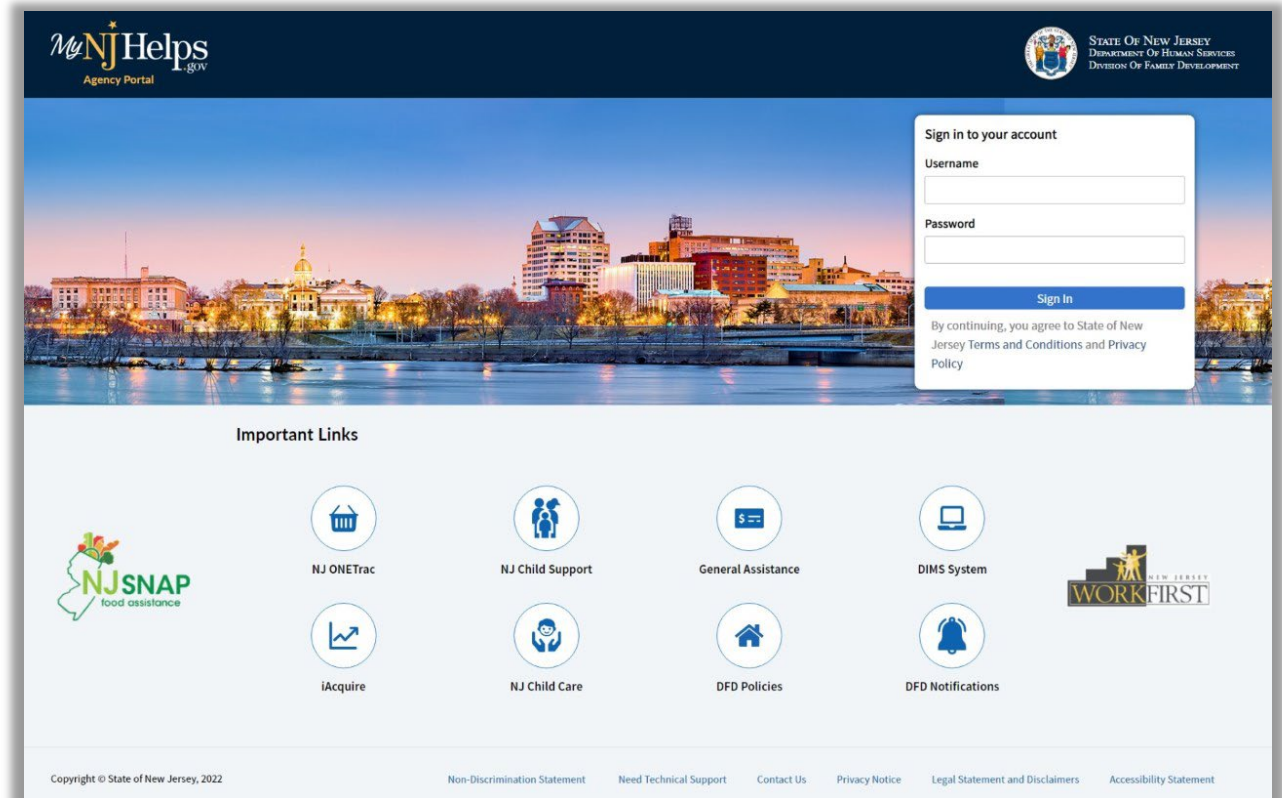 MyNJHelps
.gov
Agency Portal
STATE OF NEW JERSEY
DEPARTMENT OF HUMAN SERVICES
DIVISION OF FAMILY DEVELOPMENT
Sign in to your account
Username
Password
Sign In
By continuing, you agree to State of New
Jersey Terms and Conditions and Privacy
Policy
Important Links
NJ ONETrac
NJ Child Support
General Assistance
DIMS System
NJSNAP
food assistance
NEW JERSEY
WORKFIRST
iAcquire
NJ Child Care
DFD Policies
DFD Notifications
Copyright © State of New Jersey, 2022
Non-Discrimination Statement
Need Technical Support
Contact Us
Privacy Notice
Legal Statement and Disclaimers
Accessibility Statement